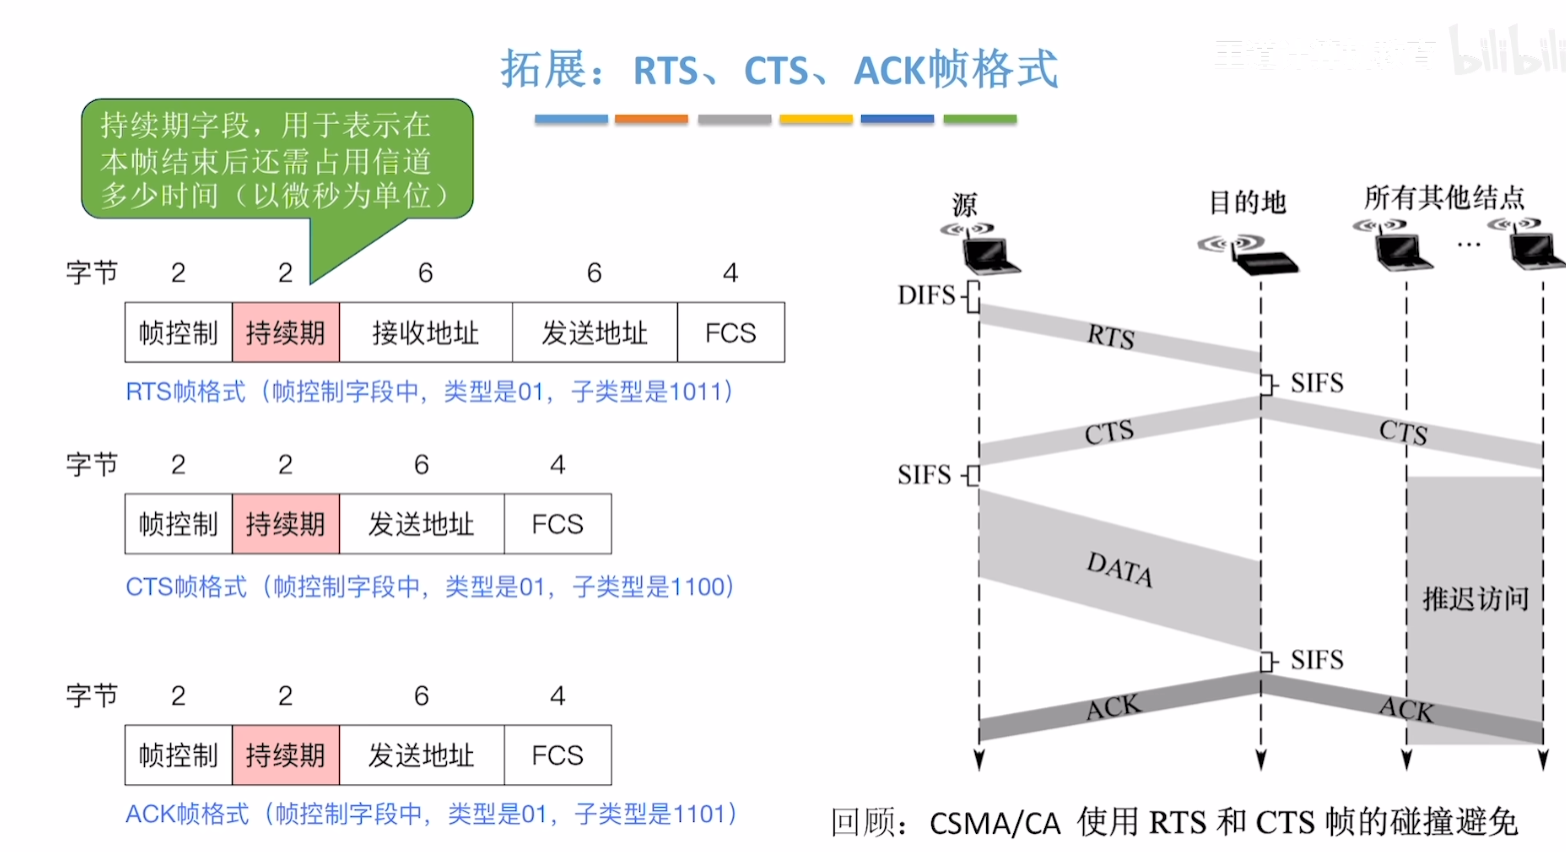 拓展：RTS、CTS、ACK帧格式
bilibili
持续期字段，用于表示在
本帧结束后还需占用信道
多少时间（以微秒为单位）
字节 2 2 6 6 4
帧控制 持续期 接收地址 发送地址 FCS
RTS帧格式（帧控制字段中，类型是01，子类型是1011）
字节 2 2 6 4
帧控制 持续期 发送地址 FCS
CTS帧格式（帧控制字段中，类型是01，子类型是1100）
字节 2 2 6 4
帧控制 持续期 发送地址 FCS
ACK帧格式（帧控制字段中，类型是01，子类型是1101）
源 目的地 所有其他结点
...
DIFS
RTS
SIFS
CTS CTS
SIFS
DATA
推迟访问
SIFS
ACK ACK
回顾：CSMA/CA 使用 RTS 和 CTS 帧的碰撞避免